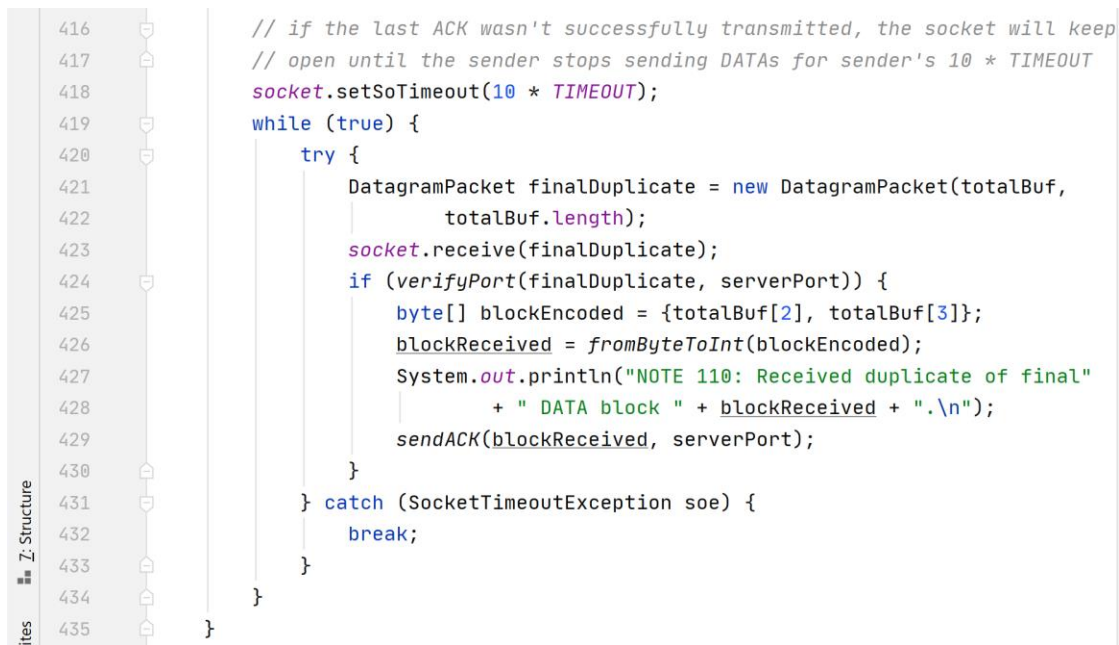 416 // if the last ACK wasn't successfully transmitted, the socket will keep
417 // open until the sender stops sending DATAs for sender's 10 * TIMEOUT
418 socket.setSoTimeout(10 * TIMEOUT);
419 while (true) {
420 try {
421 DatagramPacket finalDuplicate = new DatagramPacket(totalBuf,
422 totalBuf.length);
423 socket.receive(finalDuplicate);
424 if (verifyPort(finalDuplicate, serverPort)) {
425 byte[] blockEncoded = {totalBuf[2], totalBuf[3]};
426 blockReceived = fromByteToInt(blockEncoded);
427 System.out.println("NOTE 110: Received duplicate of final"
428 + " DATA block " + blockReceived + ".\n");
429 sendACK(blockReceived, serverPort);
430 }
431 } catch (SocketTimeoutException soe) {
432 break;
433 }
434 }
435 }
7: Structure
ites